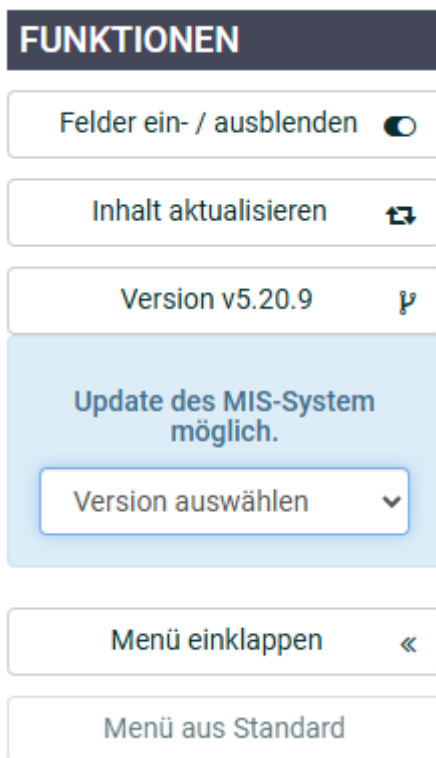 FUNKTIONEN
Felder ein- / ausblenden
Inhalt aktualisieren
Version v5.20.9
Update des MIS-System
möglich.
Version auswählen
Menü einklappen
Menü aus Standard